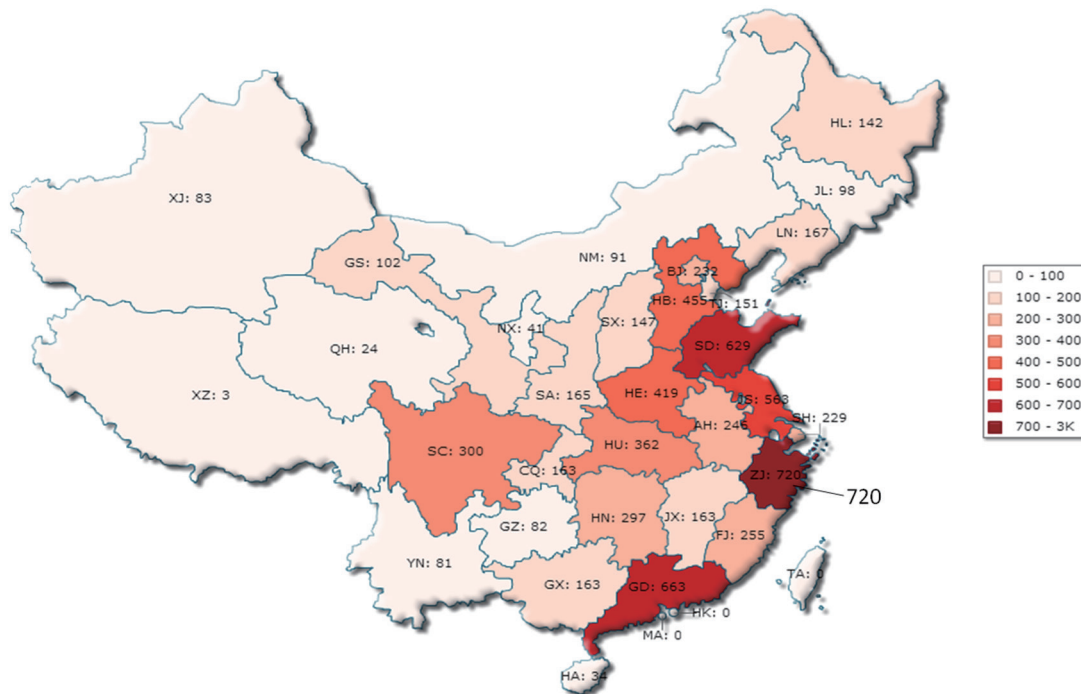 HL: 142
XJ: 83
JL: 98
LN: 167
GS: 102
NM: 91
BJ: 232
HB: 455
TJ: 151
NX: 41
SX: 147
QH: 24
SD: 629
XZ: 3
SA: 165
HE: 419
JS: 563
SH: 229
AH: 246
SC: 300
HU: 362
CQ: 163
ZJ: 720
720
GZ: 82
HN: 297
JX: 163
FJ: 255
YN: 81
GX: 163
GD: 663
TA: 0
HK: 0
MA: 0
HA: 34
0 - 100
100 - 200
200 - 300
300 - 400
400 - 500
500 - 600
600 - 700
700 - 3K